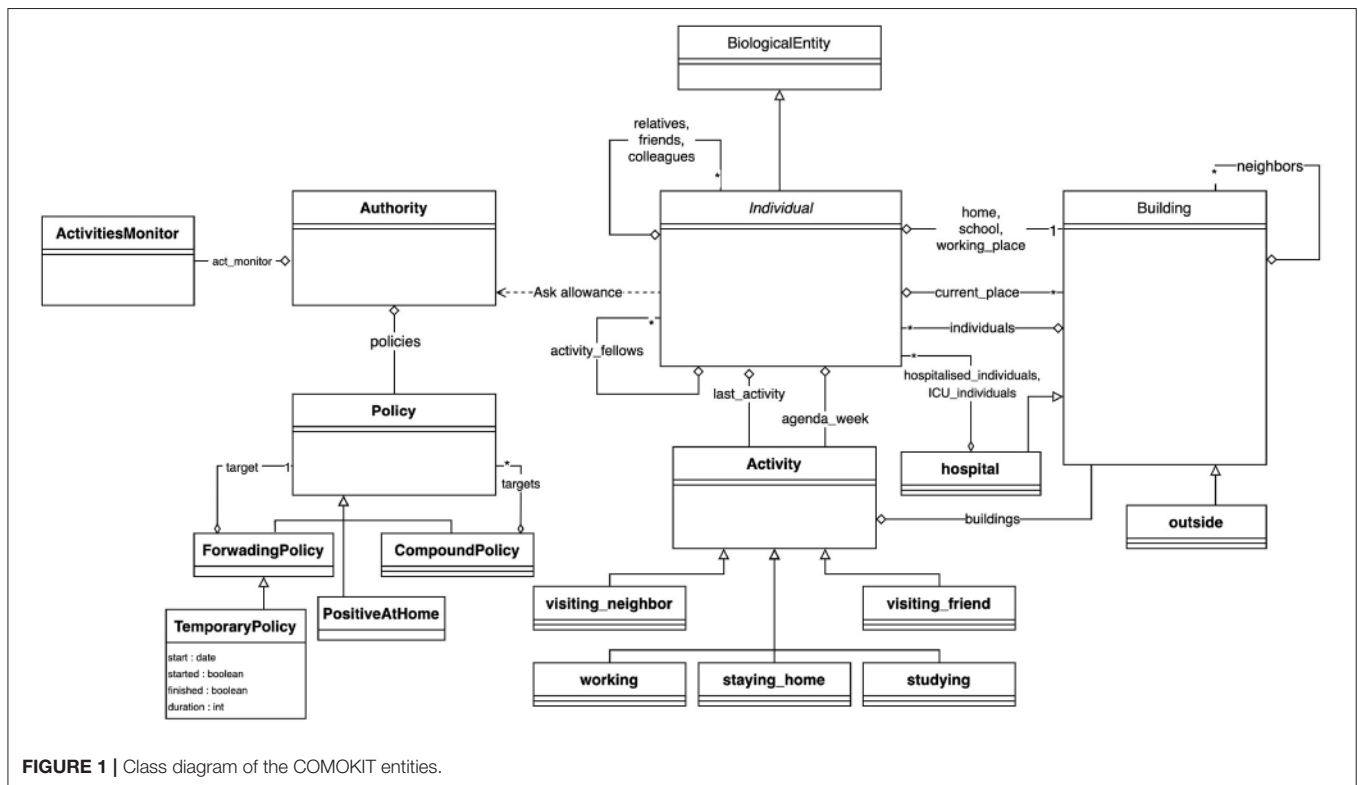 BiologicalEntity
relatives,
friends,
colleagues
*
neighbors
*
Authority
Individual
Building
ActivitiesMonitor
home,
school,
working_place
1
act_monitor
Ask allowance
current_place
*
*
individuals
*
activity_fellows
policies
*
hospitalised_individuals,
ICU_individuals
last_activity
agenda_week
Policy
Activity
hospital
target
1
*
targets
buildings
outside
ForwadingPolicy
CompoundPolicy
visiting_neighbor
visiting_friend
PositiveAtHome
TemporaryPolicy
start : date
started : boolean
finished : boolean
duration : int
working
staying_home
studying
FIGURE 1 | Class diagram of the COMOKIT entities.